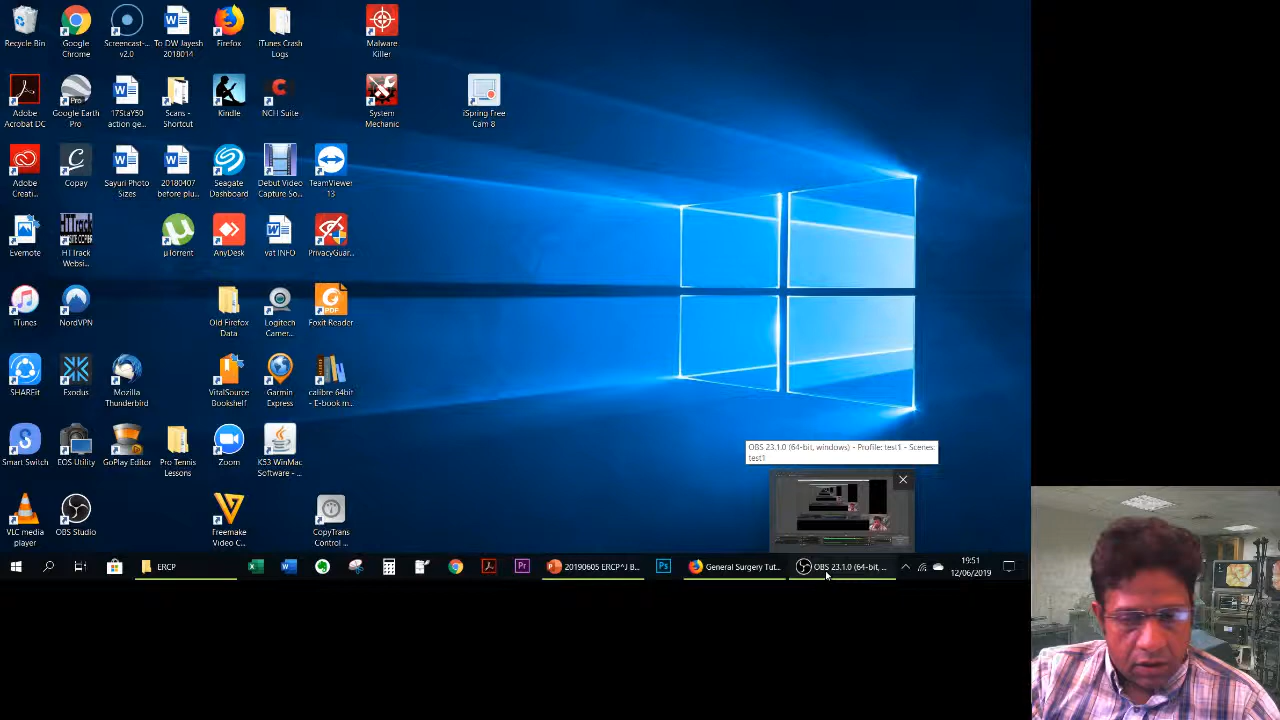 Recycle Bin
Google
Chrome
Screencast-...
v2.0
To DW Jayesh
2018014
Firefox
iTunes Crash
Logs
Malware
Killer
Adobe
Acrobat DC
Google Earth
Pro
17StaY50
action ge...
Scans -
Shortcut
Kindle
NCH Suite
System
Mechanic
iSpring Free
Cam 8
Adobe
Creati...
Copay
Sayuri Photo
Sizes
20180407
before plu...
Seagate
Dashboard
Debut Video
Capture So...
TeamViewer
13
Evernote
HTTrack
Websi...
µTorrent
AnyDesk
vat INFO
PrivacyGuar...
iTunes
NordVPN
Old Firefox
Data
Logitech
Camer...
Foxit Reader
SHAREit
Exodus
Mozilla
Thunderbird
VitalSource
Bookshelf
Garmin
Express
calibre 64bit
- E-book m...
Smart Switch
EOS Utility
GoPlay Editor
Pro Tennis
Lessons
Zoom
K53 WinMac
Software - ...
OBS 23.1.0 (64-bit, windows) - Profile: test1 - Scenes:
test1
VLC media
player
OBS Studio
Freemake
Video C...
CopyTrans
Control ...
ERCP
20190605 ERCP^J B...
General Surgery Tut...
OBS 23.1.0 (64-bit, ...
19:51
12/06/2019